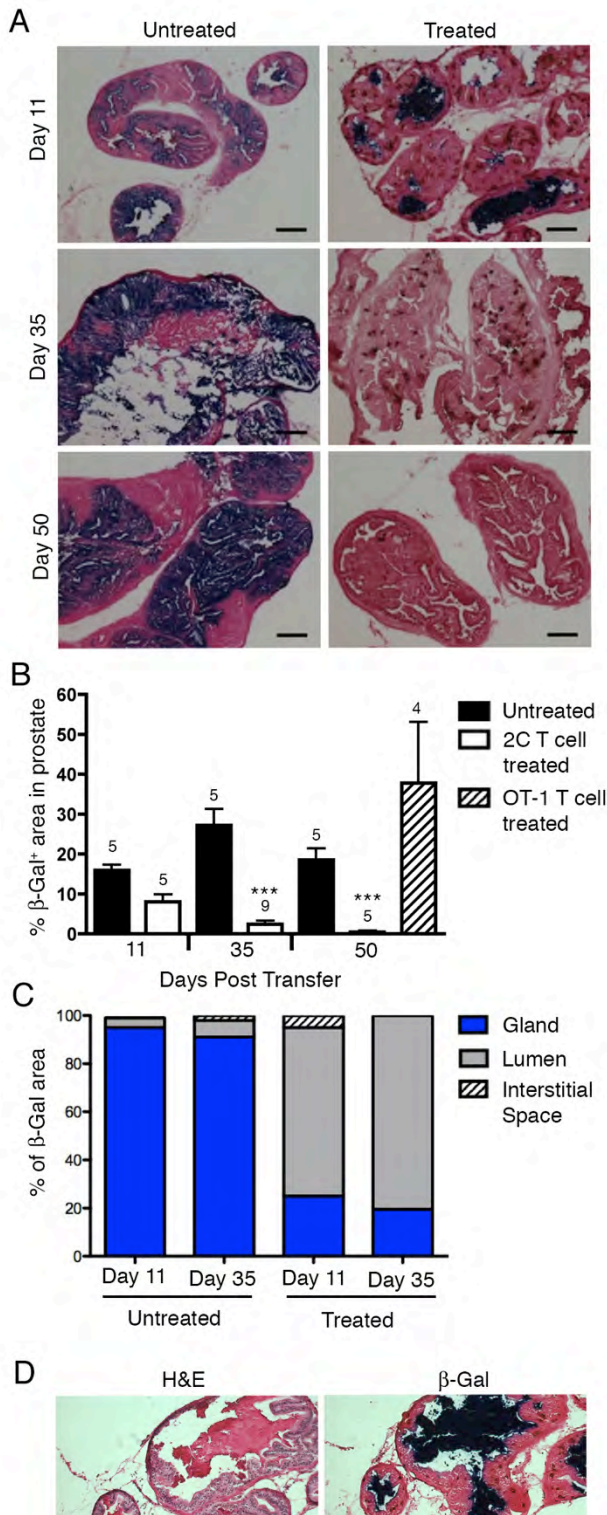 A
Untreated
Treated
Day 11
Day 35
Day 50
B
% β-Gal⁺ area in prostate
60
50
40
30
20
10
0
5
5
5
***
9
5
***
5
4
11
35
50
Days Post Transfer
Untreated
2C T cell
treated
OT-1 T cell
treated
C
% of β-Gal area
100
80
60
40
20
0
Day 11
Day 35
Day 11
Day 35
Untreated
Treated
Gland
Lumen
Interstitial
Space
D
H&E
β-Gal